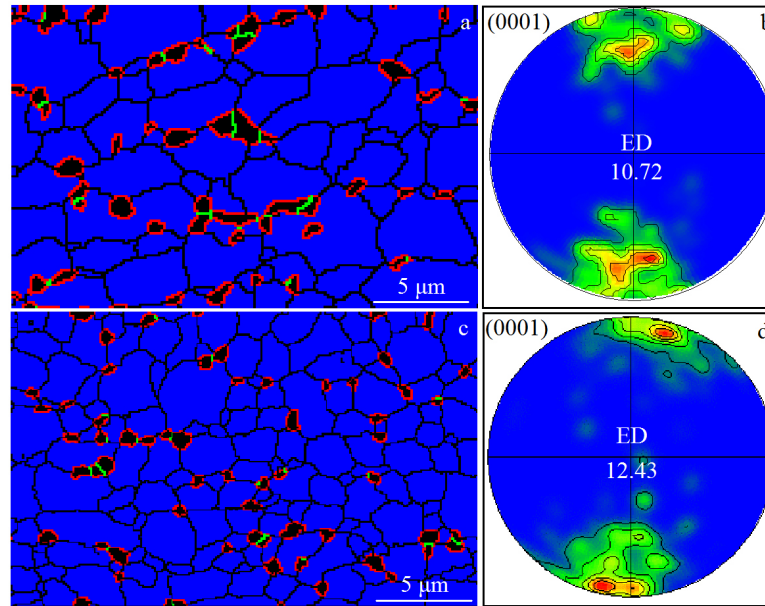 a
5 μm
(0001)
b
ED
10.72
c
5 μm
(0001)
d
ED
12.43